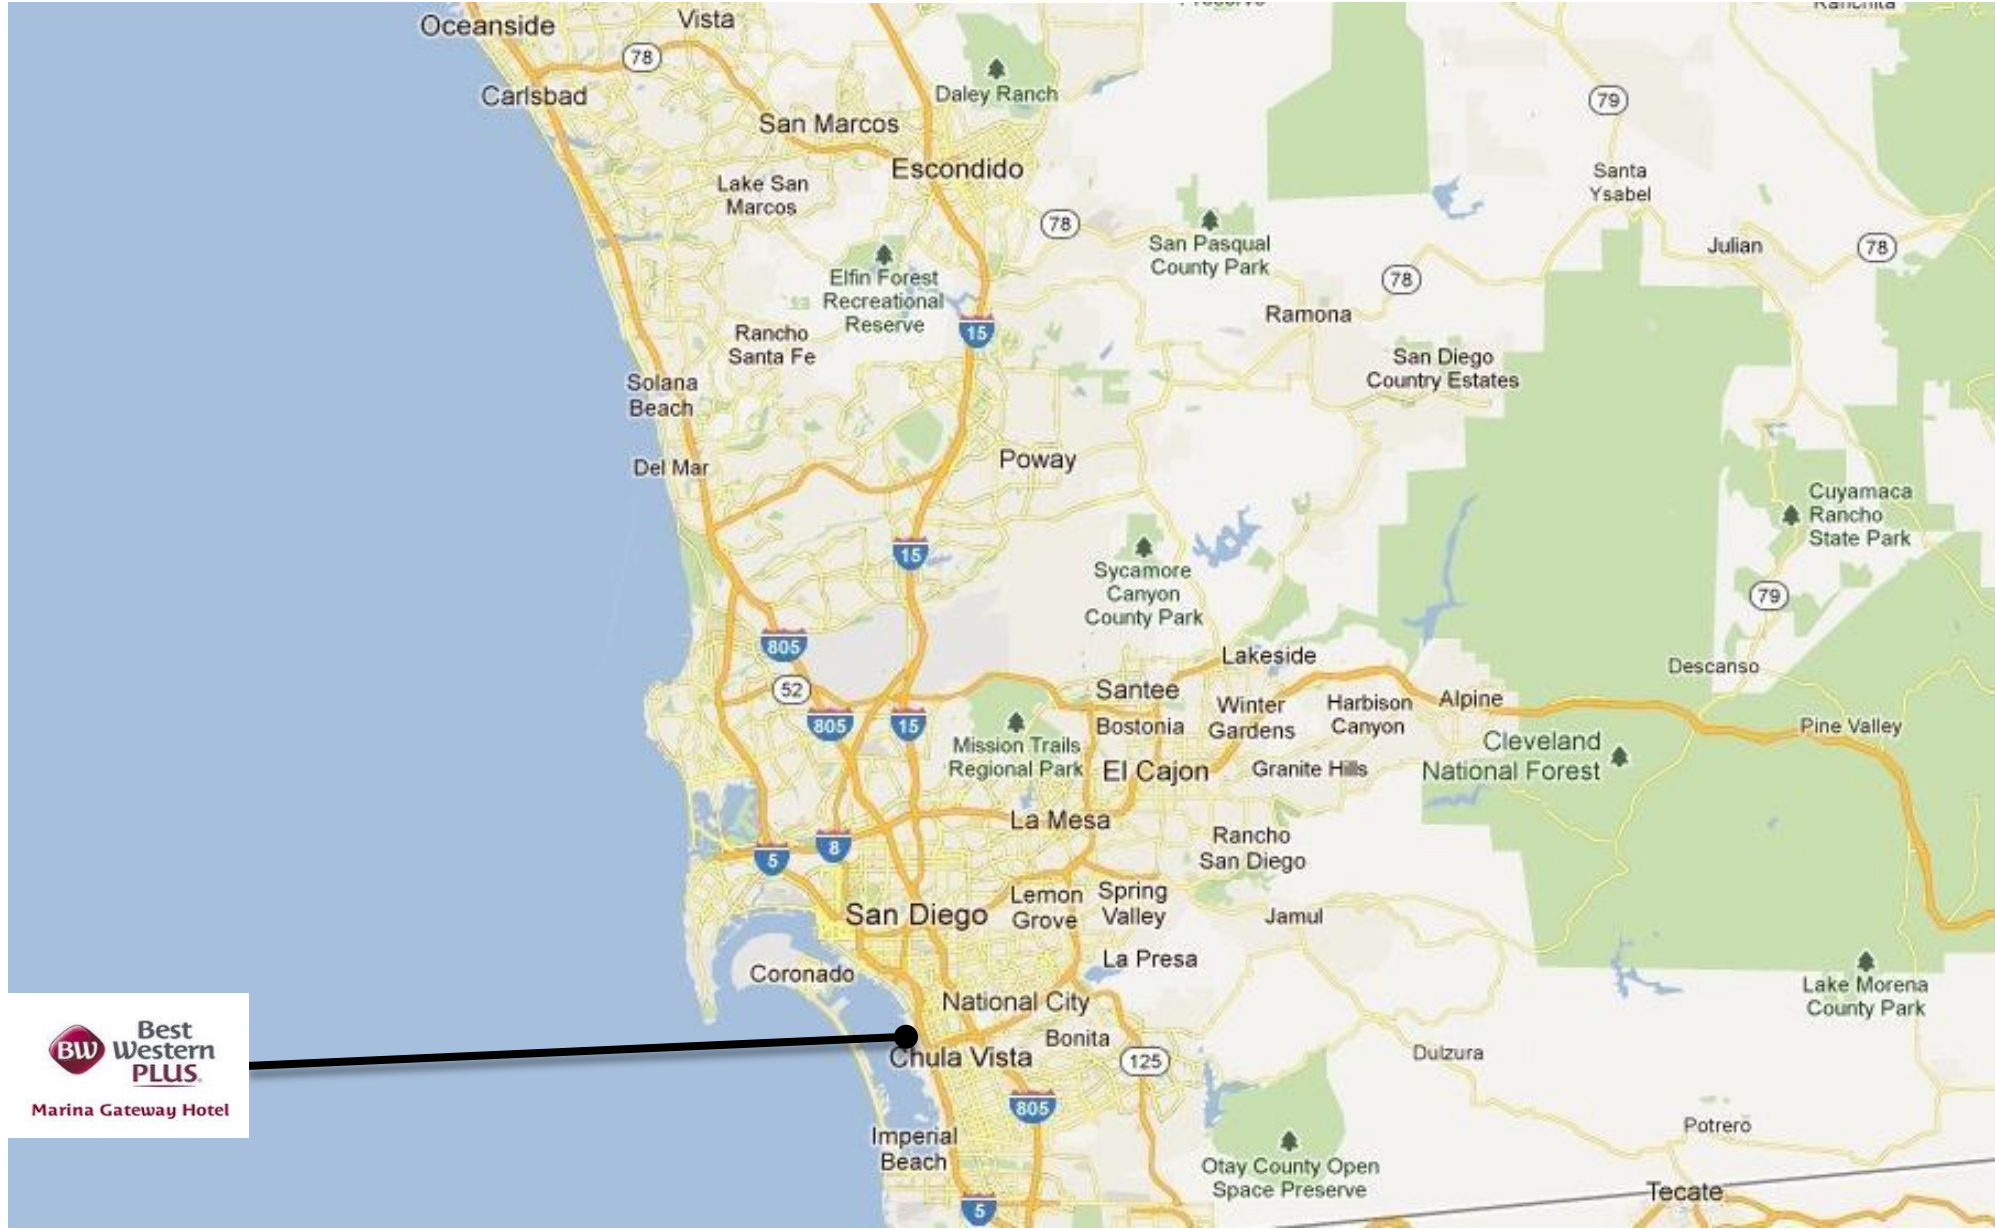 Oceanside
Vista
Ranchita
78
Carlsbad
Daley Ranch
79
San Marcos
Escondido
Santa
Ysabel
Lake San
Marcos
78
San Pasqual
County Park
Julian
78
78
Elfin Forest
Recreational
Reserve
Ramona
15
Rancho
Santa Fe
San Diego
Country Estates
Solana
Beach
Poway
Del Mar
Cuyamaca
Rancho
State Park
15
Sycamore
Canyon
County Park
79
805
Lakeside
Descanso
52
Santee
Winter
Gardens
Harbison
Canyon
Alpine
805
15
Bostonia
Pine Valley
Mission Trails
Regional Park
El Cajon
Granite Hills
Cleveland
National Forest
La Mesa
Rancho
San Diego
5
8
Lemon
Grove
Spring
Valley
San Diego
Jamul
La Presa
Coronado
Lake Morena
County Park
National City
Best
Western
PLUS
BW
Marina Gateway Hotel
Bonita
Chula Vista
125
Dulzura
805
Potrero
Imperial
Beach
Otay County Open
Space Preserve
Tecate
5